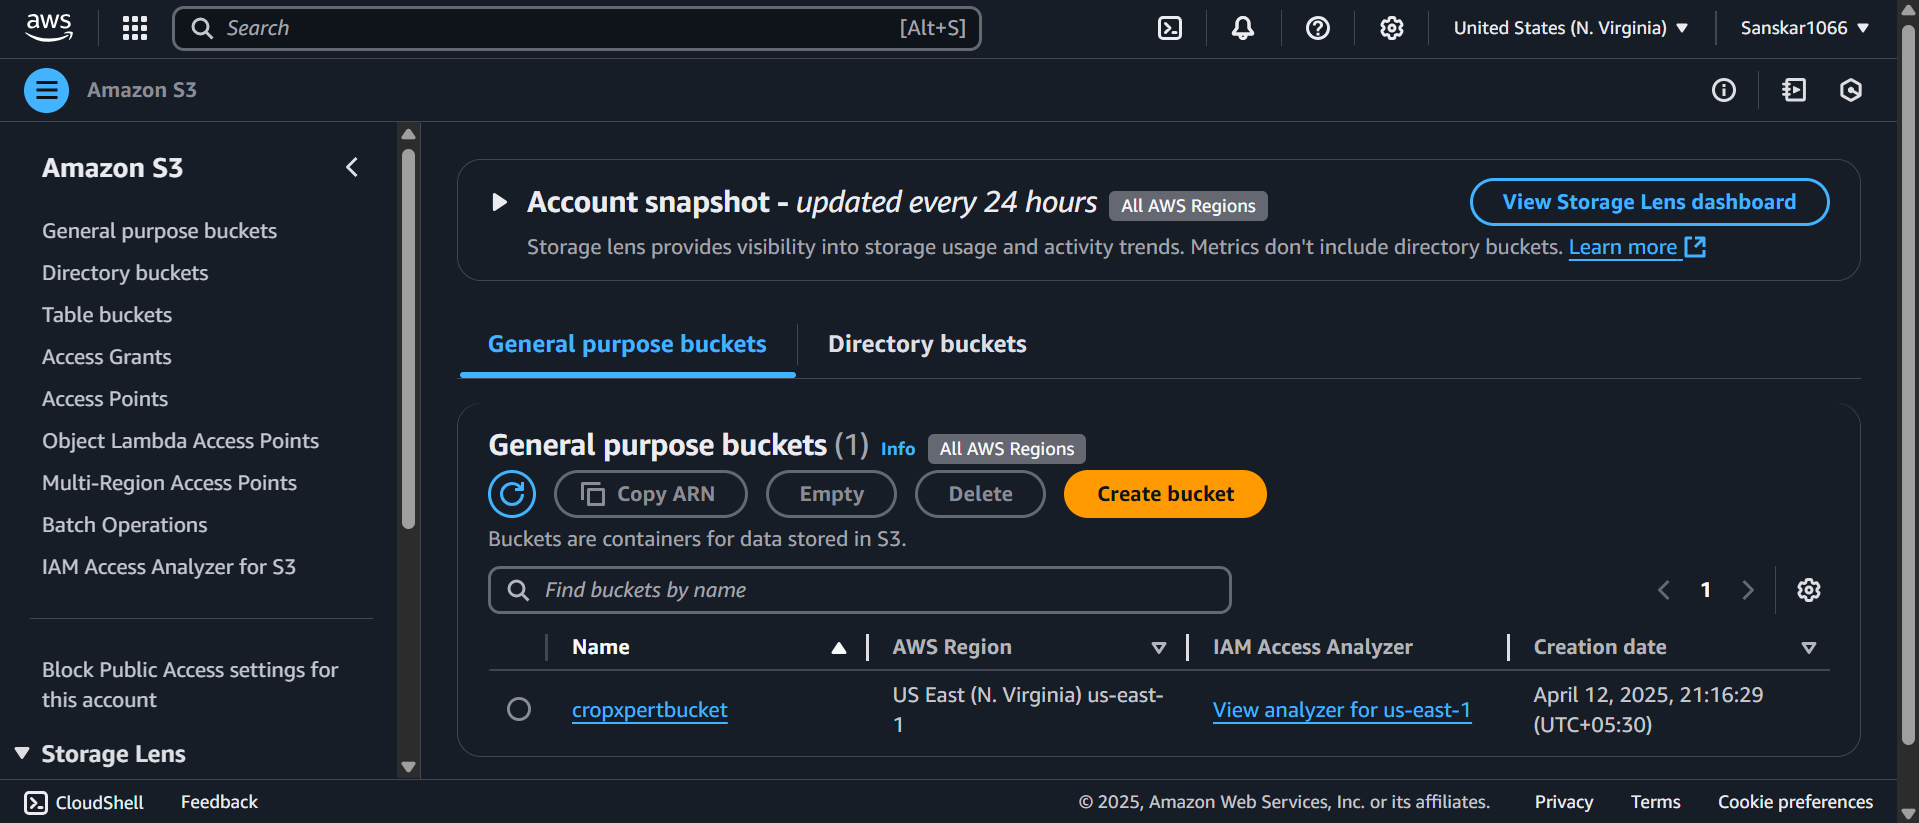 aws
Search [Alt+S]
United States (N. Virginia)
Sanskar1066
Amazon S3
Amazon S3
General purpose buckets
Directory buckets
Table buckets
Access Grants
Access Points
Object Lambda Access Points
Multi-Region Access Points
Batch Operations
IAM Access Analyzer for S3
Block Public Access settings for
this account
Storage Lens
Account snapshot - updated every 24 hours All AWS Regions
View Storage Lens dashboard
Storage lens provides visibility into storage usage and activity trends. Metrics don't include directory buckets. Learn more
General purpose buckets
Directory buckets
General purpose buckets (1) Info All AWS Regions
Copy ARN
Empty
Delete
Create bucket
Buckets are containers for data stored in S3.
Find buckets by name
1
Name
AWS Region
IAM Access Analyzer
Creation date
cropxpertbucket
US East (N. Virginia) us-east-
1
View analyzer for us-east-1
April 12, 2025, 21:16:29
(UTC+05:30)
CloudShell
Feedback
© 2025, Amazon Web Services, Inc. or its affiliates.
Privacy
Terms
Cookie preferences